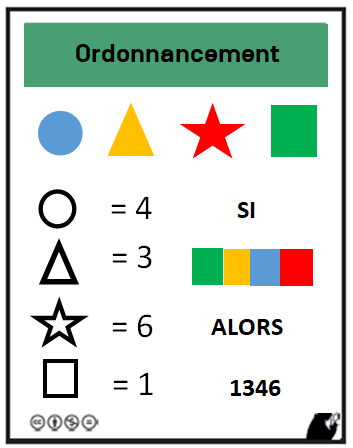 Ordonnancement
= 4
SI
= 3
= 6
ALORS
= 1
1346